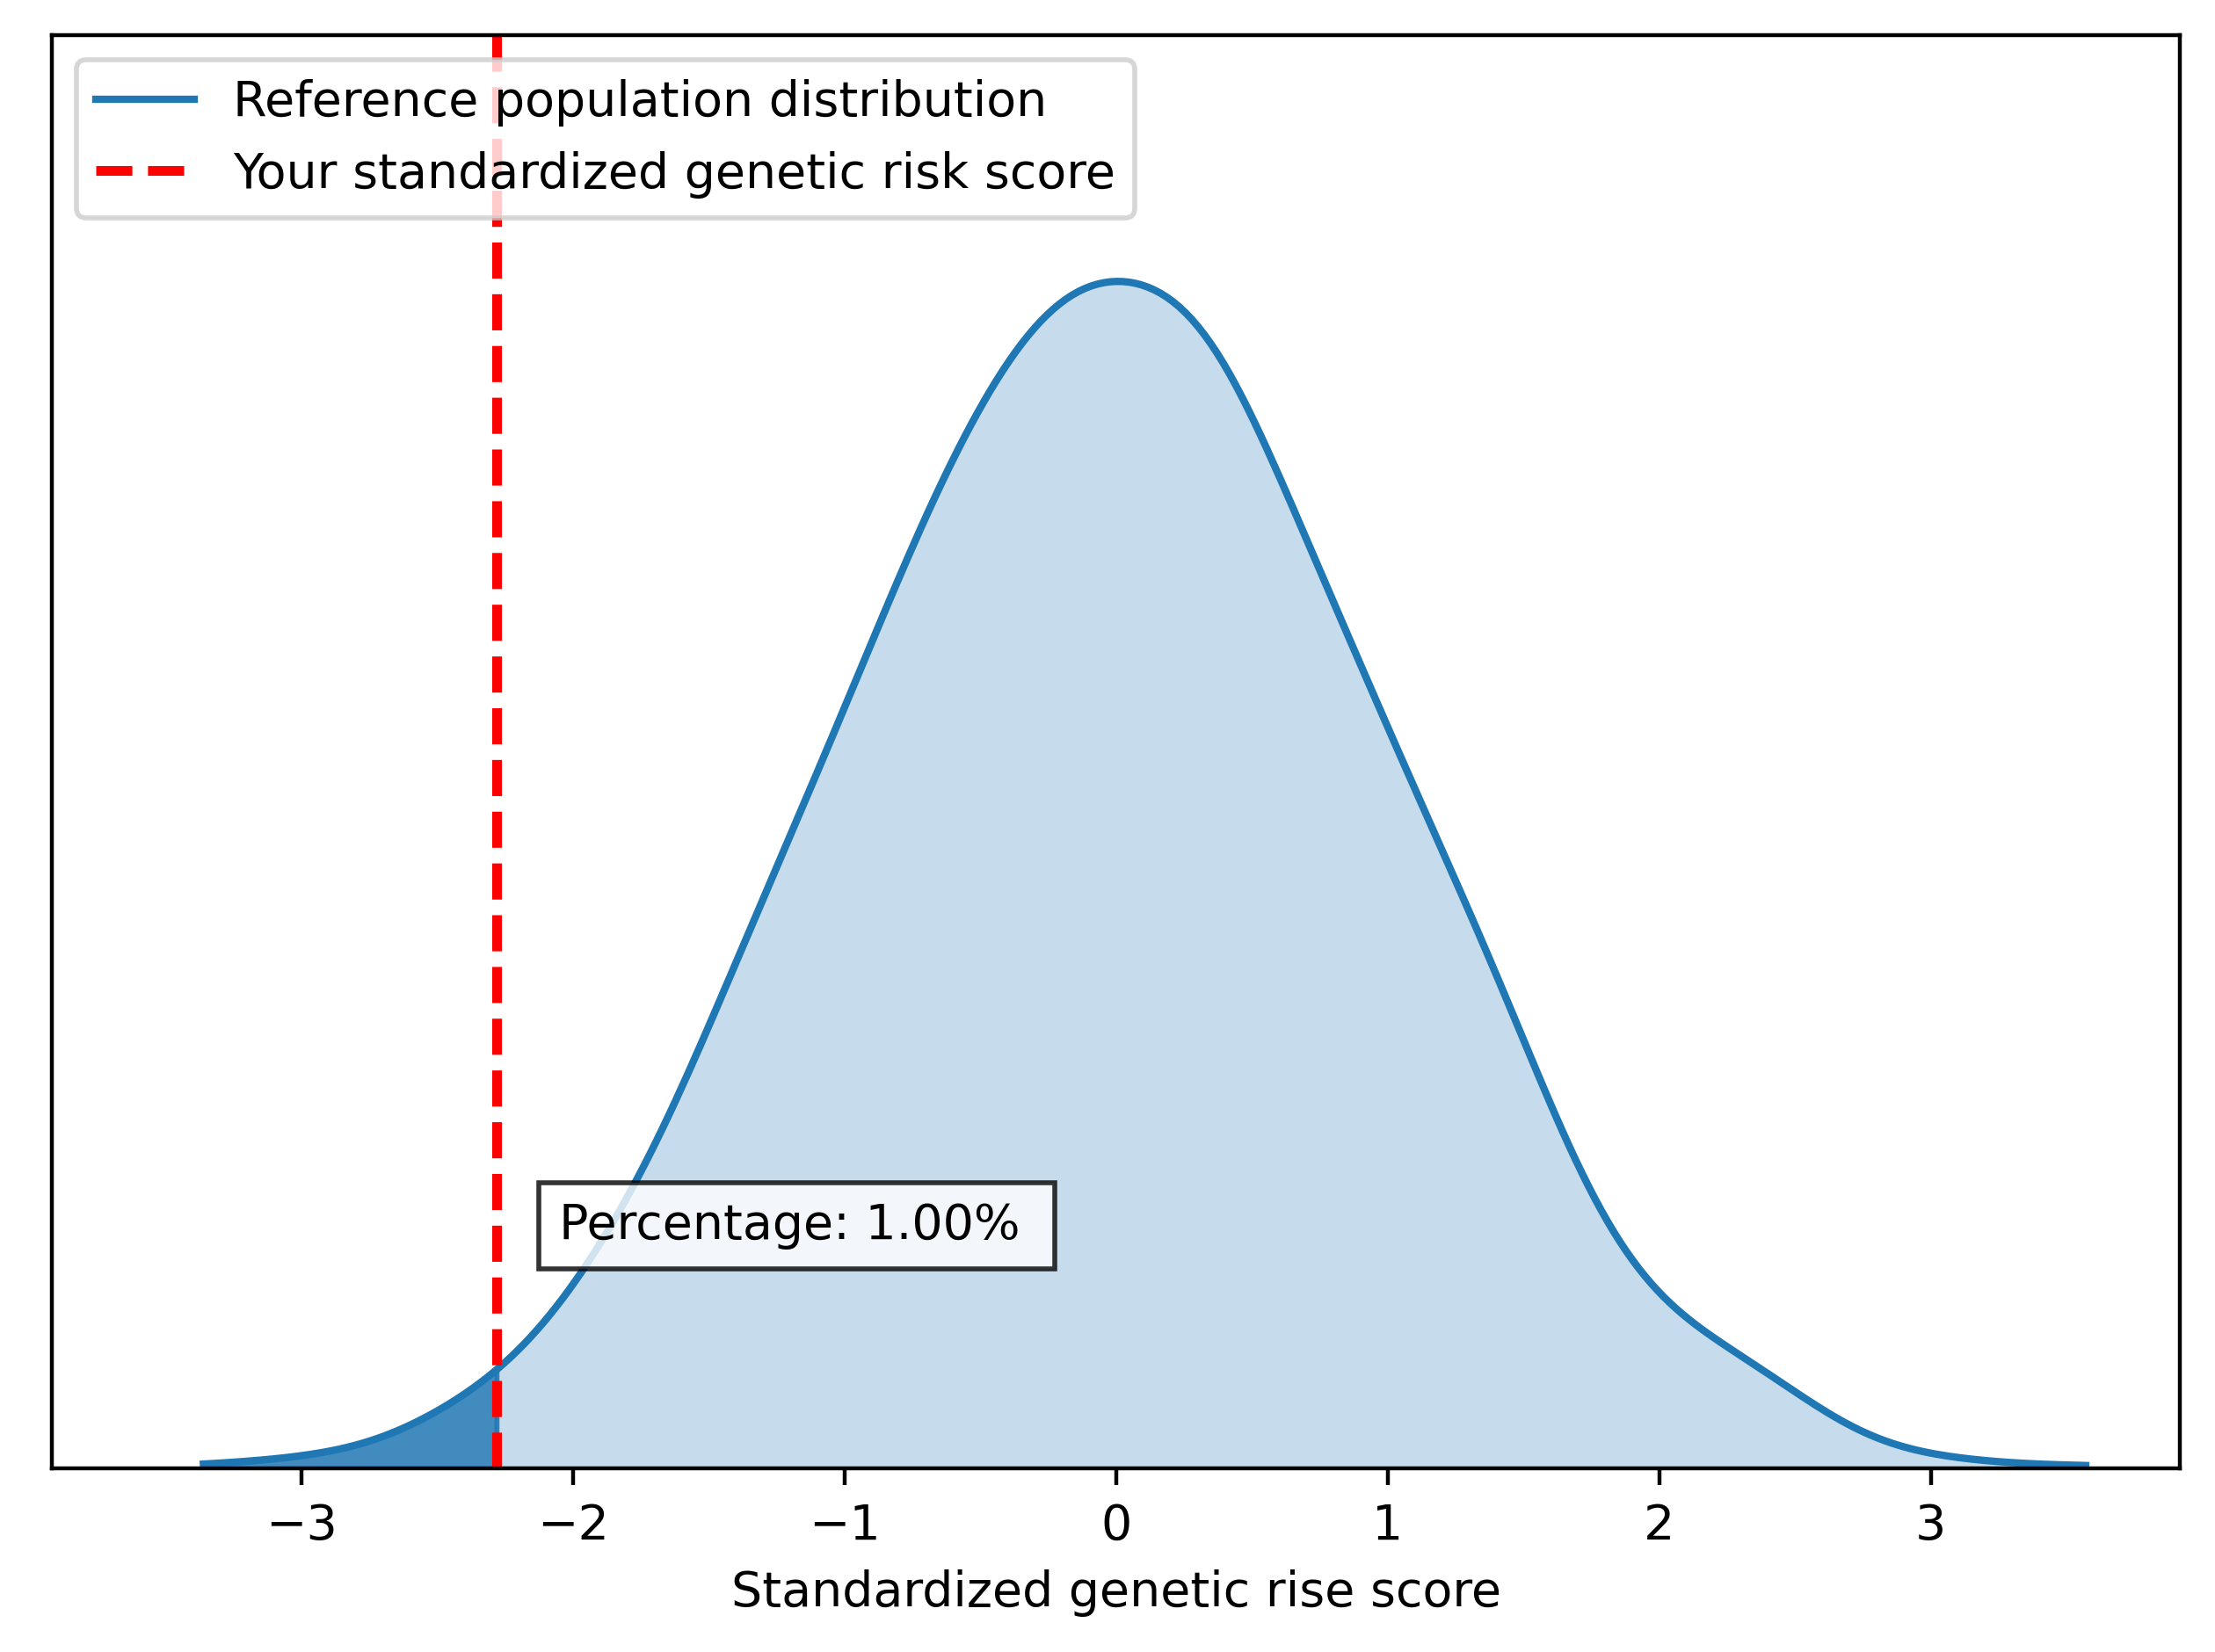 Reference population distribution
Your standardized genetic risk score
Percentage: 1.00%
−3 −2 −1 0 1 2 3
Standardized genetic rise score